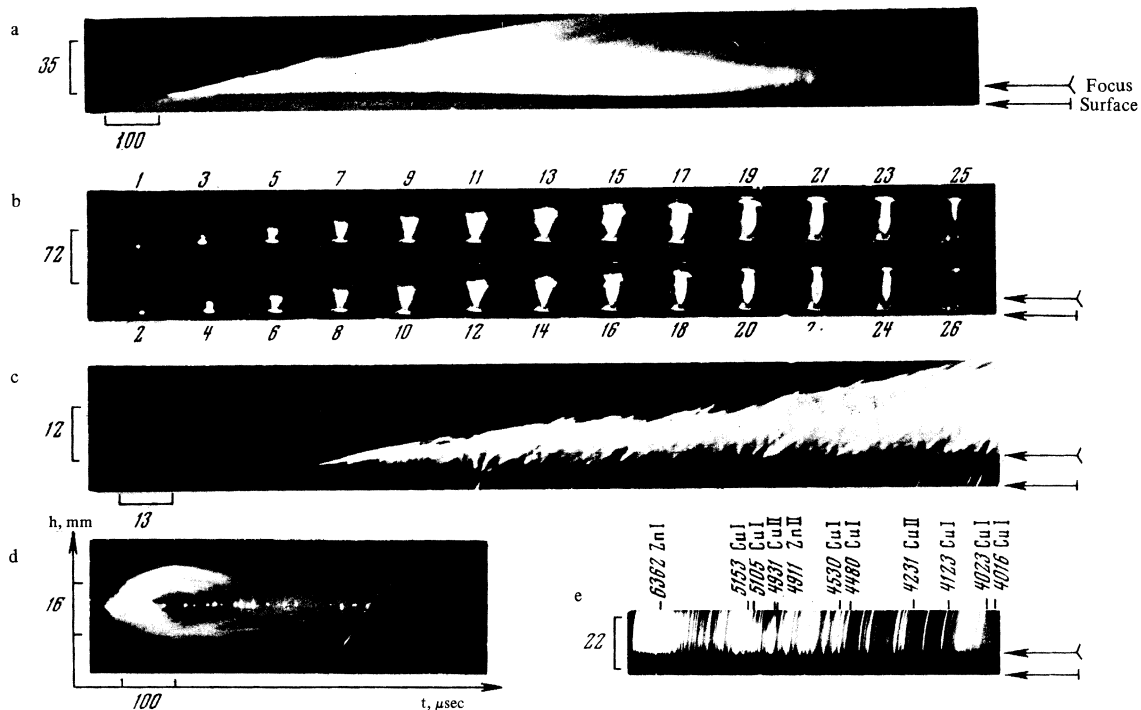 a
35
Focus
Surface
100
1 3 5 7 9 11 13 15 17 19 21 23 25
b
72
2 4 6 8 10 12 14 16 18 20 24 26
c
12
13
h, mm
d
16
100
t, μsec
6362 ZnI
5153 CuI
5105 CuI
4931 CuII
4911 ZnII
4530 CuI
4480 CuI
4231 CuII
4123 CuI
4023 CuI
4016 CuI
e
22